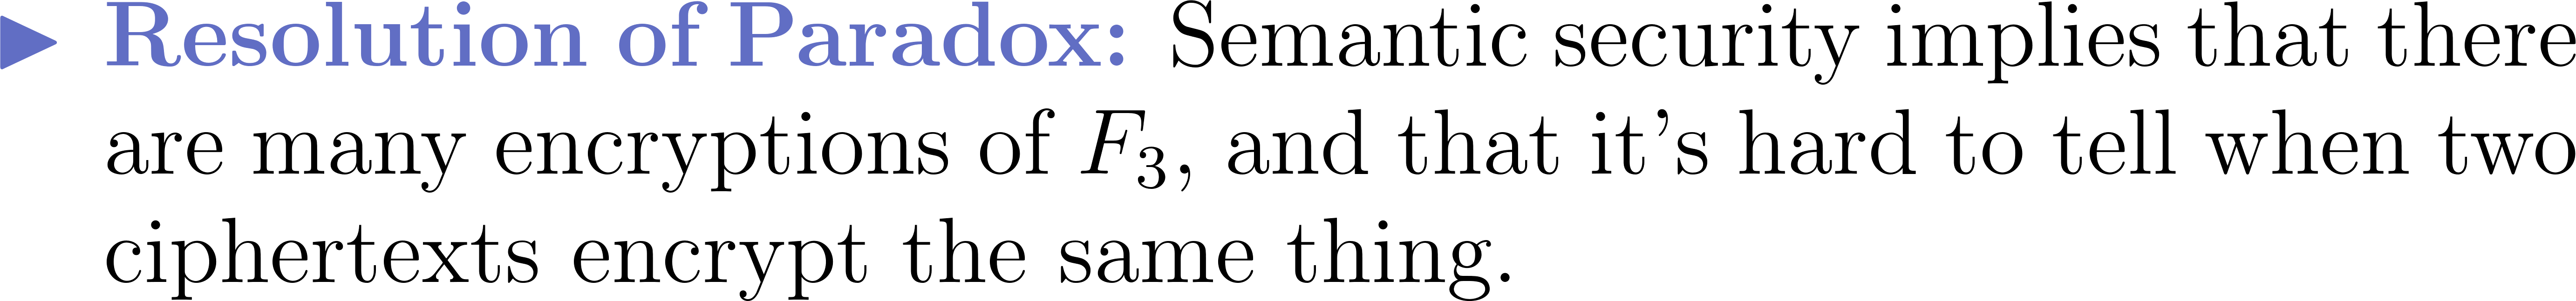 ▶ Resolution of Paradox: Semantic security implies that there
are many encryptions of F₃, and that it's hard to tell when two
ciphertexts encrypt the same thing.